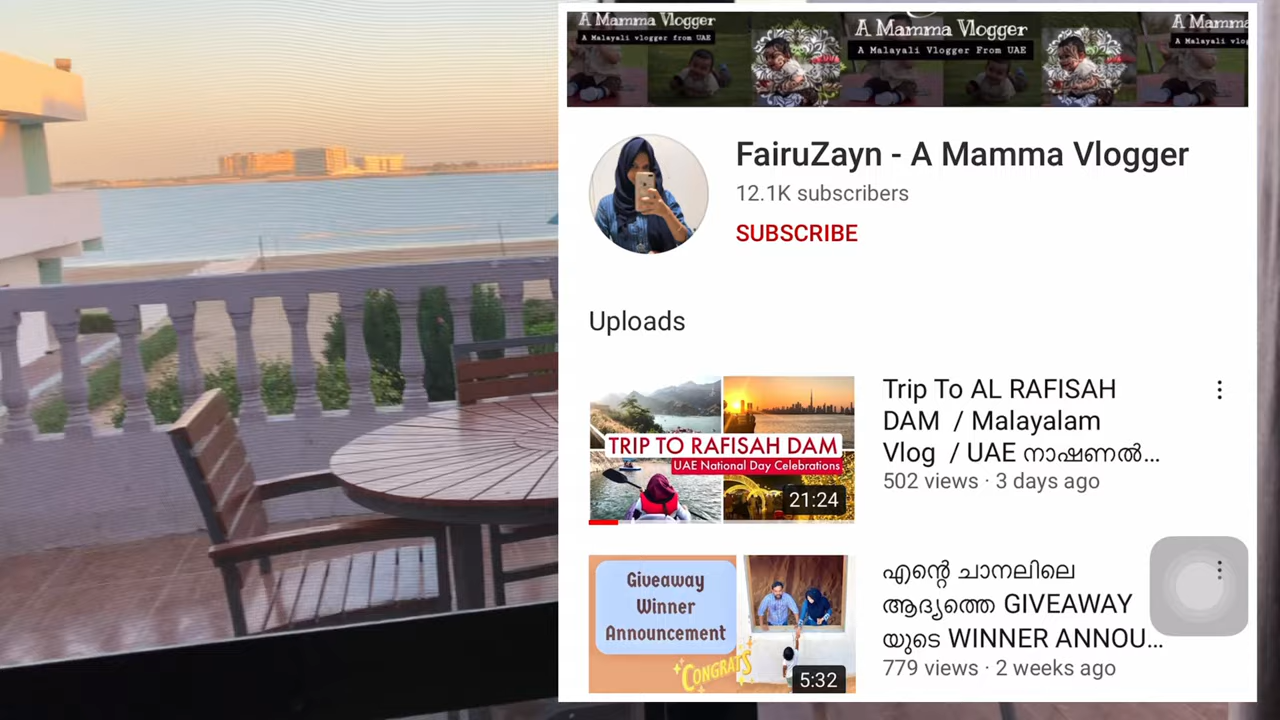 A Mamma Vlogger
A Malayali vlogger from UAE
A Mamma Vlogger
A Malayali Vlogger From UAE
A Mamma
A Malayali vlog
FairuZayn - A Mamma Vlogger
12.1K subscribers
SUBSCRIBE
Uploads
TRIP TO RAFISAH DAM
UAE National Day Celebrations
21:24
Trip To AL RAFISAH
DAM / Malayalam
Vlog / UAE നാഷണൽ...
502 views · 3 days ago
Giveaway
Winner
Announcement
CONGRATS
5:32
എന്റെ ചാനലിലെ
ആദ്യത്തെ GIVEAWAY
യുടെ WINNER ANNOU...
779 views · 2 weeks ago